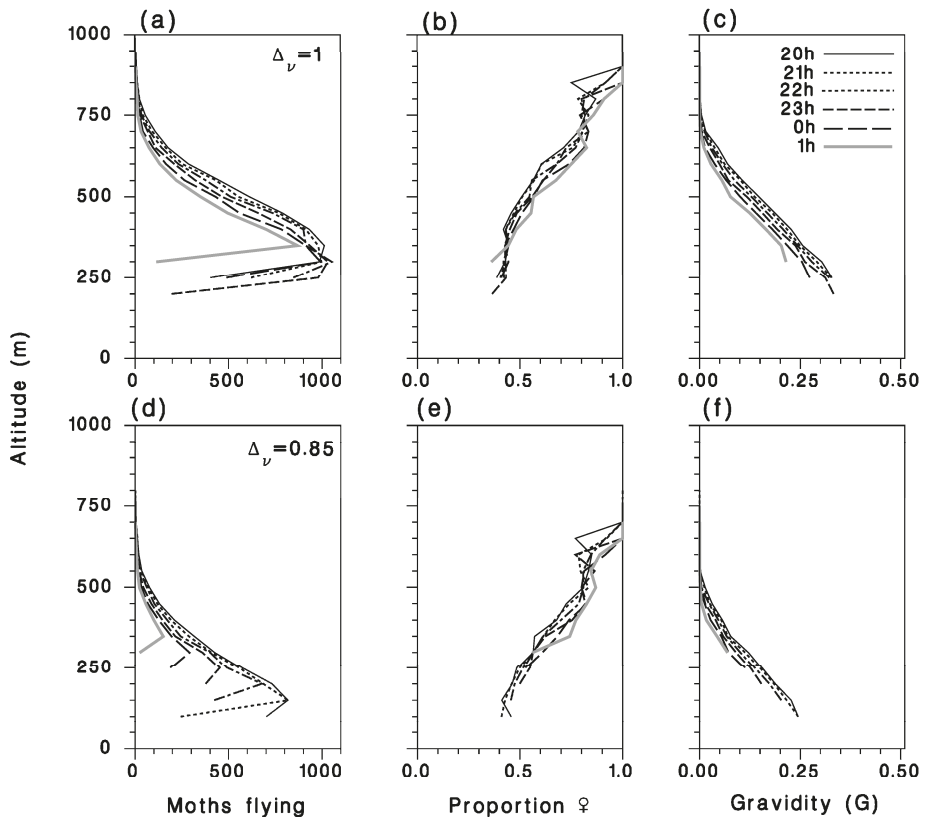 (a)
(b)
(c)
1000
750
500
250
0
Δν=1
20h
21h
22h
23h
0h
1h
0 500 1000
0.0 0.5 1.0
0.00 0.25 0.50
Altitude (m)
(d)
(e)
(f)
1000
750
500
250
0
Δν=0.85
0 500 1000
0.0 0.5 1.0
0.00 0.25 0.50
Moths flying
Proportion ♀
Gravidity (G)